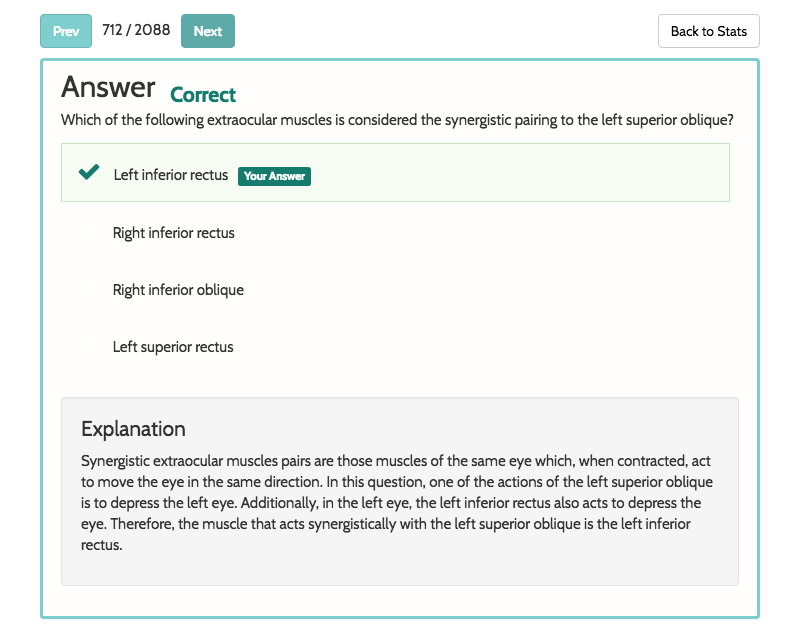 Prev 712 / 2088 Next Back to Stats
Answer Correct
Which of the following extraocular muscles is considered the synergistic pairing to the left superior oblique?
Left inferior rectus Your Answer
Right inferior rectus
Right inferior oblique
Left superior rectus
Explanation
Synergistic extraocular muscles pairs are those muscles of the same eye which, when contracted, act
to move the eye in the same direction. In this question, one of the actions of the left superior oblique
is to depress the left eye. Additionally, in the left eye, the left inferior rectus also acts to depress the
eye. Therefore, the muscle that acts synergistically with the left superior oblique is the left inferior
rectus.